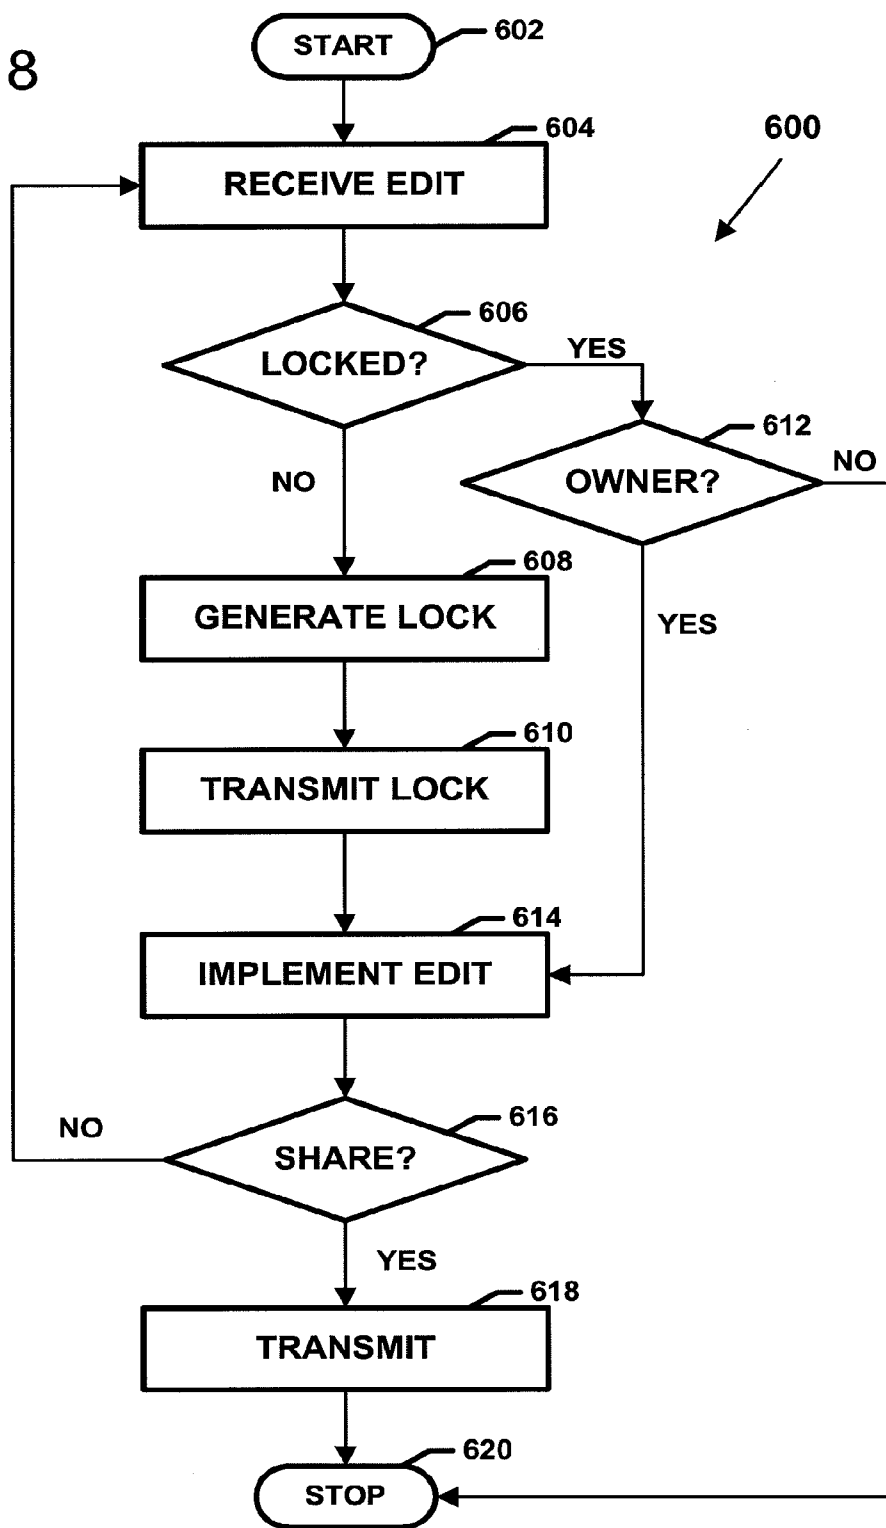 8
START
602
604
600
RECEIVE EDIT
606
LOCKED?
YES
612
NO
OWNER?
NO
608
GENERATE LOCK
YES
610
TRANSMIT LOCK
614
IMPLEMENT EDIT
616
NO
SHARE?
YES
618
TRANSMIT
620
STOP